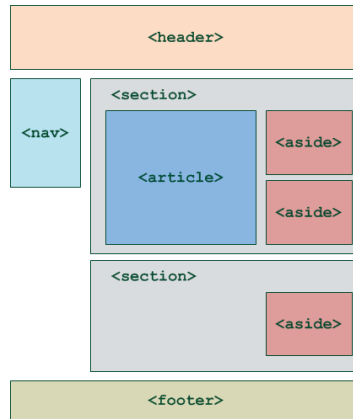 <header>
<nav>
<section>
<article>
<aside>
<aside>
<section>
<aside>
<footer>